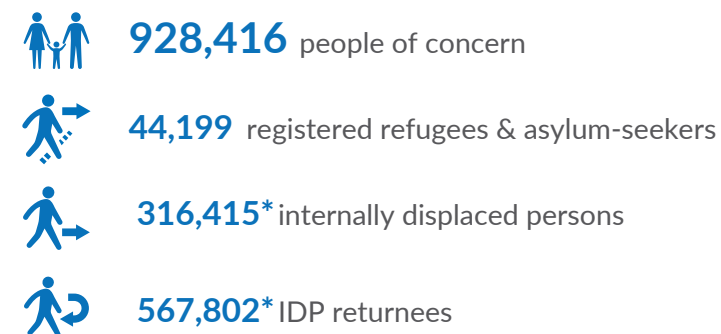 928,416 people of concern
44,199 registered refugees & asylum-seekers
316,415* internally displaced persons
567,802* IDP returnees